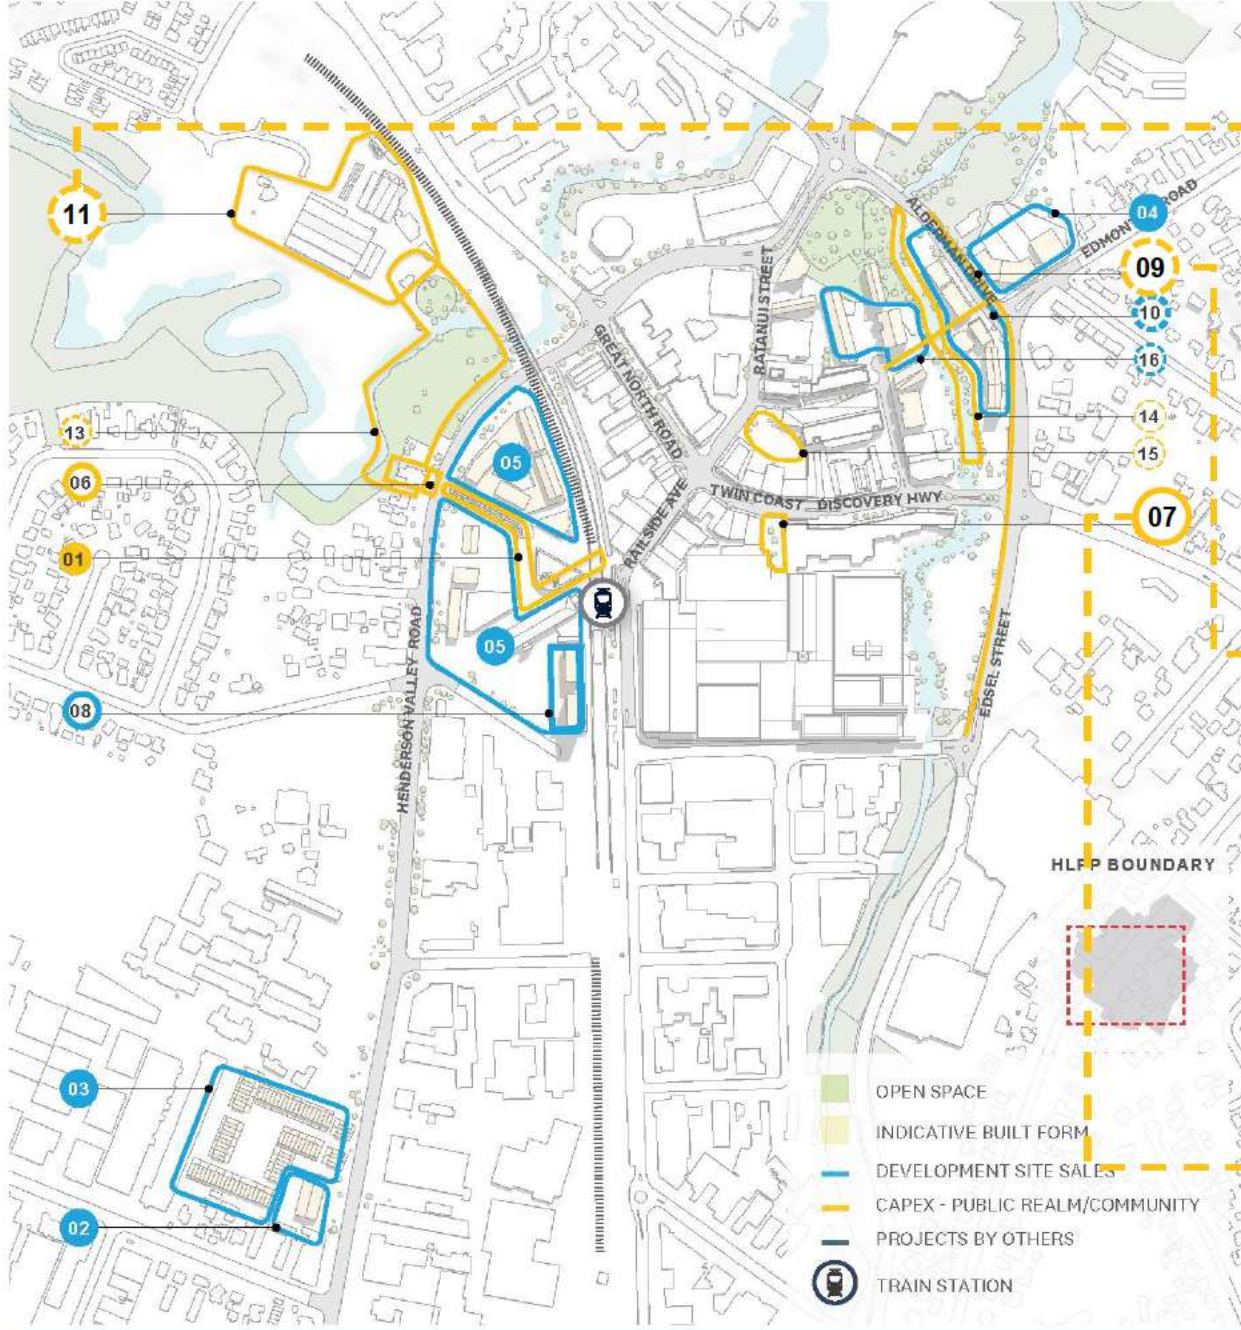 11
04
ALDERMAN DRIVE
EDMON ROAD
09
10
16
RATANUI STREET
GREAT NORTH ROAD
13
06
05
14
15
TWIN COAST DISCOVERY HWY
07
RAILSIDE AVE
01
05
08
HENDERSON VALLEY ROAD
EDSEL STREET
HLPP BOUNDARY
03
02
OPEN SPACE
INDICATIVE BUILT FORM
DEVELOPMENT SITE SALES
CAPEX - PUBLIC REALM/COMMUNITY
PROJECTS BY OTHERS
TRAIN STATION